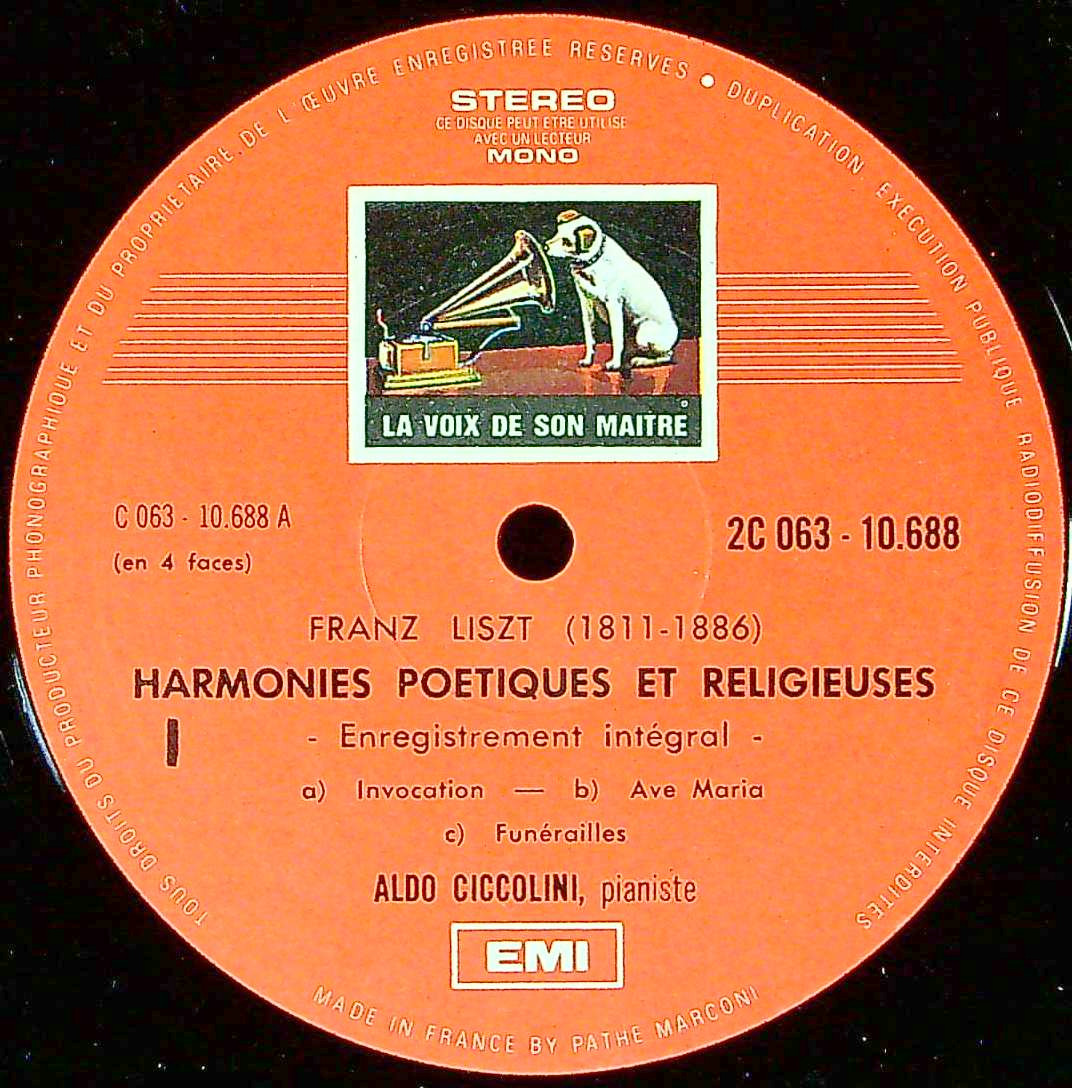 TOUS DROITS DU PRODUCTEUR PHONOGRAPHIQUE ET DU PROPRIETAIRE DE L'ŒUVRE ENREGISTREE RESERVES • DUPLICATION EXECUTION PUBLIQUE RADIODIFFUSION DE CE DISQUE INTERDITES
STEREO
CE DISQUE PEUT ETRE UTILISE
AVEC UN LECTEUR
MONO
LA VOIX DE SON MAITRE
C 063 - 10.688 A
(en 4 faces)
2C 063 - 10.688
FRANZ LISZT (1811-1886)
HARMONIES POETIQUES ET RELIGIEUSES
I
- Enregistrement intégral -
a) Invocation — b) Ave Maria
c) Funérailles
ALDO CICCOLINI, pianiste
EMI
MADE IN FRANCE BY PATHE MARCONI